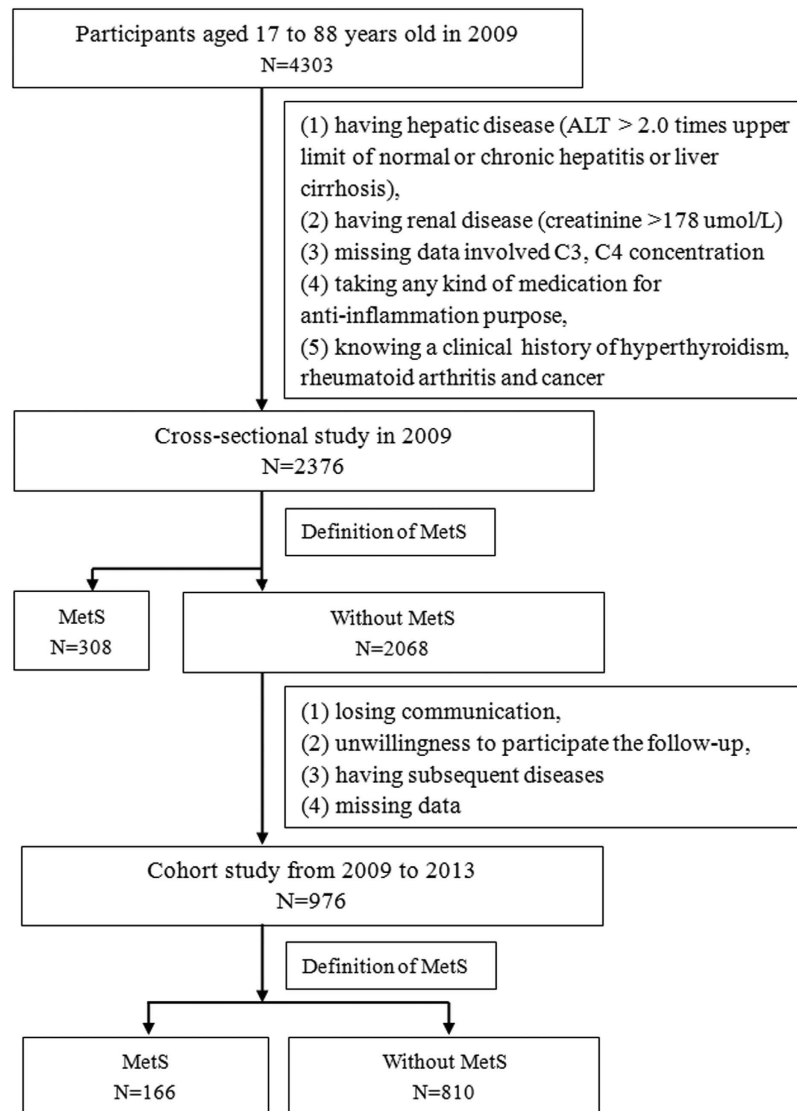 Participants aged 17 to 88 years old in 2009
N=4303
(1) having hepatic disease (ALT > 2.0 times upper
limit of normal or chronic hepatitis or liver
cirrhosis),
(2) having renal disease (creatinine >178 umol/L)
(3) missing data involved C3, C4 concentration
(4) taking any kind of medication for
anti-inflammation purpose,
(5) knowing a clinical history of hyperthyroidism,
rheumatoid arthritis and cancer
Cross-sectional study in 2009
N=2376
Definition of MetS
MetS
N=308
Without MetS
N=2068
(1) losing communication,
(2) unwillingness to participate the follow-up,
(3) having subsequent diseases
(4) missing data
Cohort study from 2009 to 2013
N=976
Definition of MetS
MetS
N=166
Without MetS
N=810